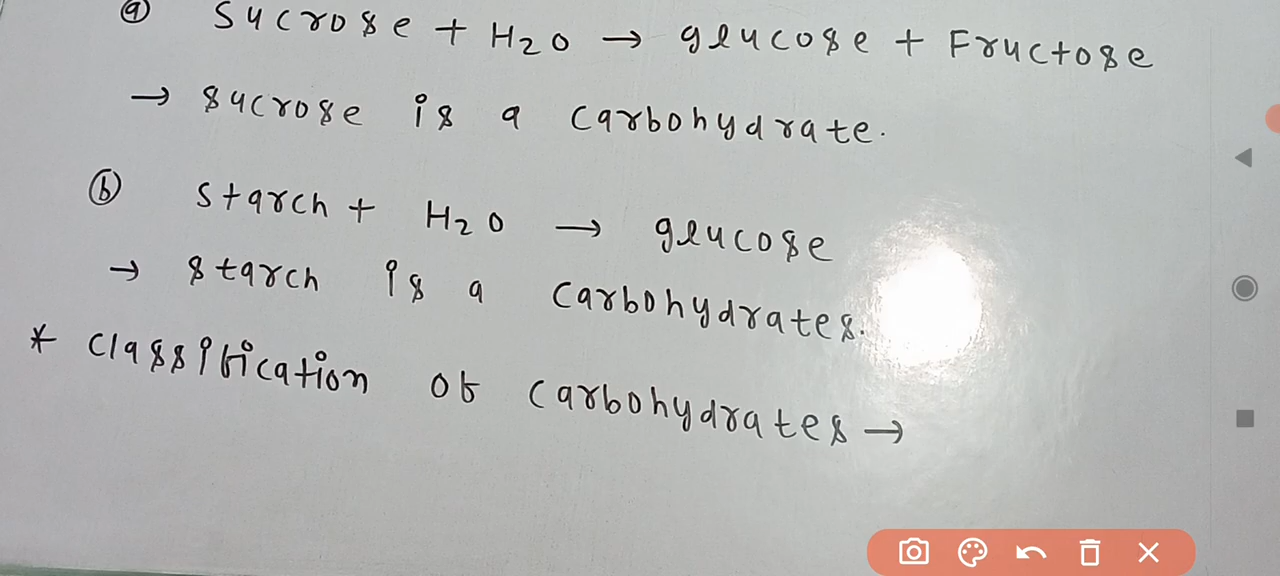 ⓐ Sucrose + H2O → glucose + Fructose
→ sucrose is a carbohydrate.
ⓑ Starch + H2O → glucose
→ starch is a carbohydrates.
* Classification of carbohydrates →